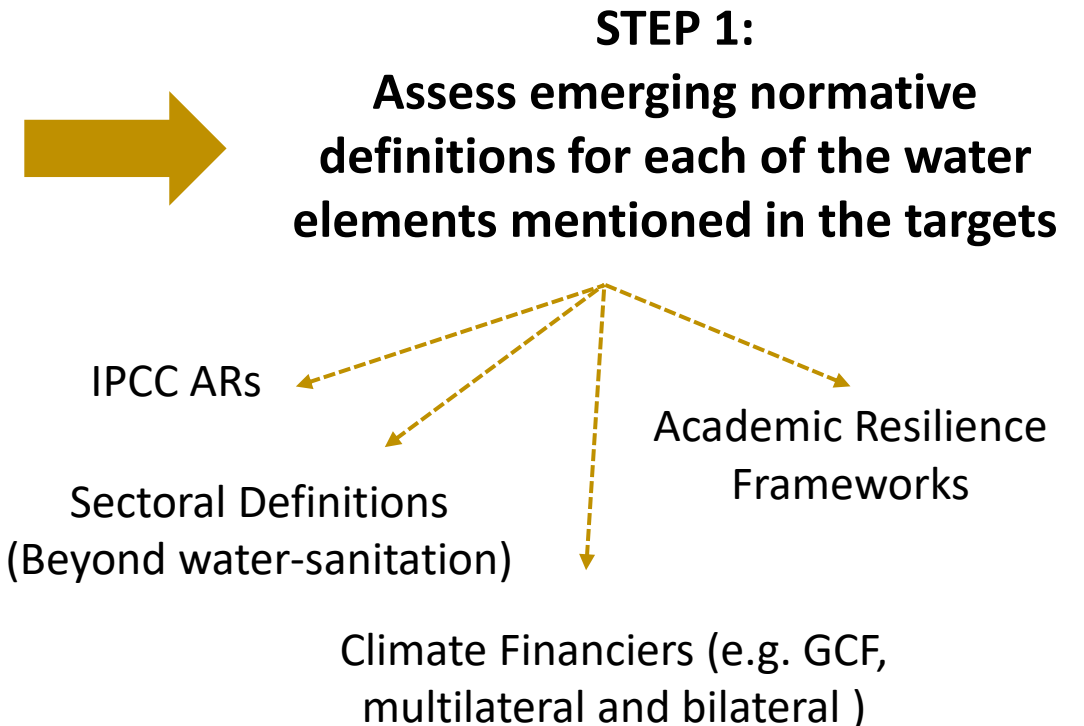 STEP 1:
Assess emerging normative
definitions for each of the water
elements mentioned in the targets
IPCC ARs
Academic Resilience
Frameworks
Sectoral Definitions
(Beyond water-sanitation)
Climate Financiers (e.g. GCF,
multilateral and bilateral )